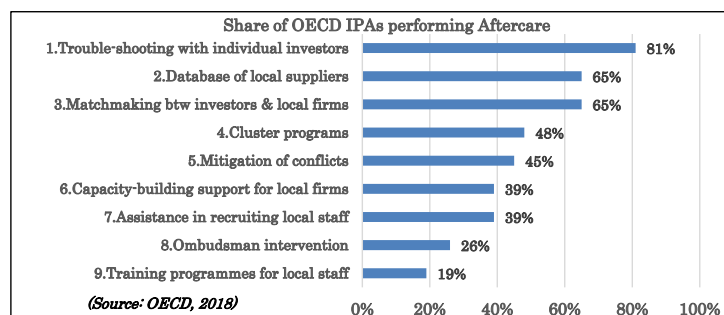 Share of OECD IPAs performing Aftercare
1.Trouble-shooting with individual investors 81%
2.Database of local suppliers 65%
3.Matchmaking btw investors & local firms 65%
4.Cluster programs 48%
5.Mitigation of conflicts 45%
6.Capacity-building support for local firms 39%
7.Assistance in recruiting local staff 39%
8.Ombudsman intervention 26%
9.Training programmes for local staff 19%
(Source: OECD, 2018) 0% 20% 40% 60% 80% 100%